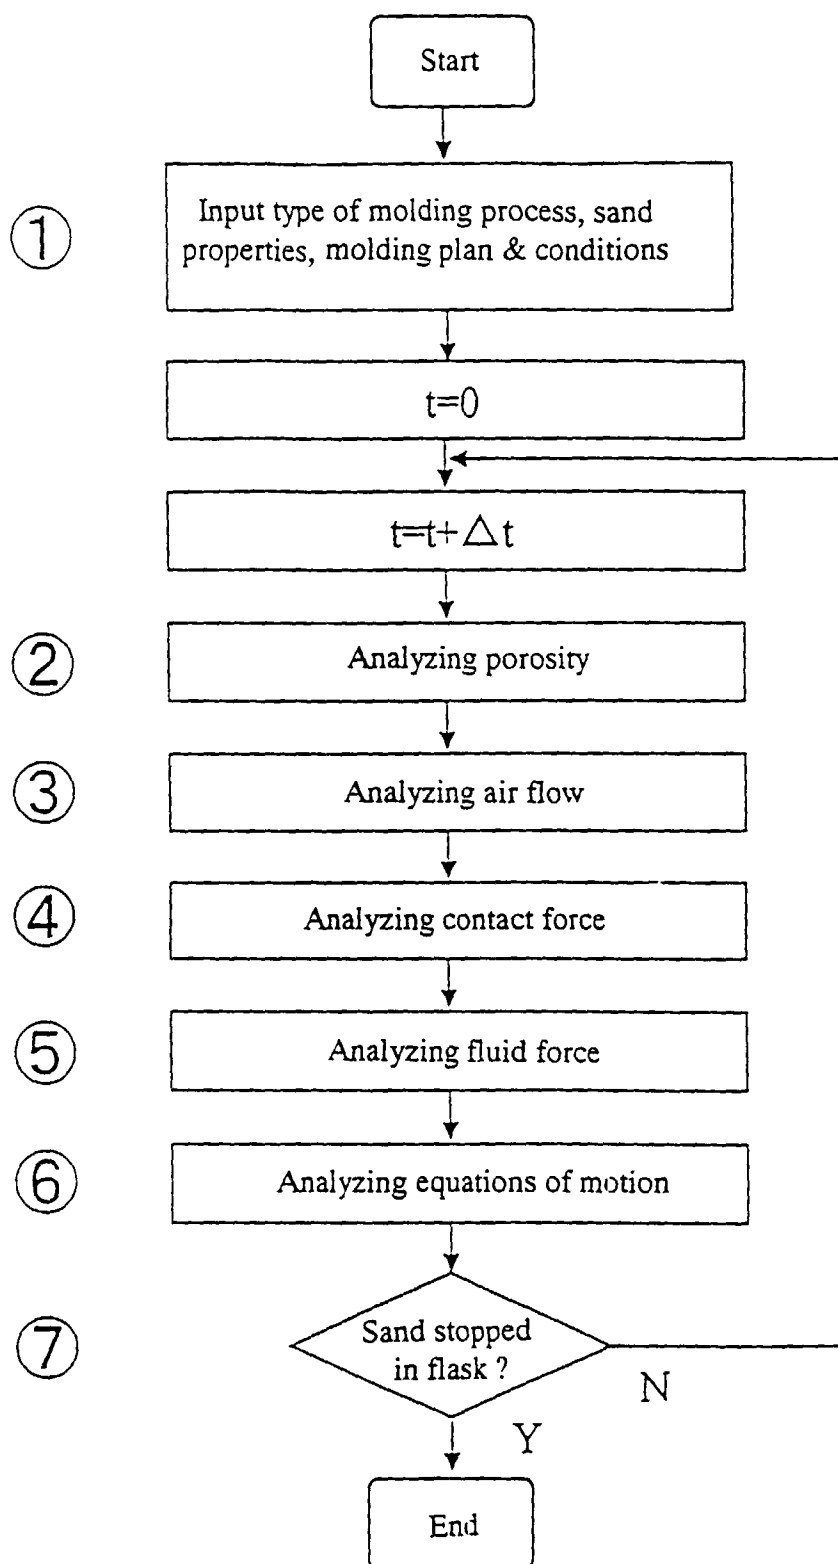 Start
①
Input type of molding process, sand
properties, molding plan & conditions
t=0
t=t+△t
②
Analyzing porosity
③
Analyzing air flow
④
Analyzing contact force
⑤
Analyzing fluid force
⑥
Analyzing equations of motion
⑦
Sand stopped
in flask ?
N
Y
End